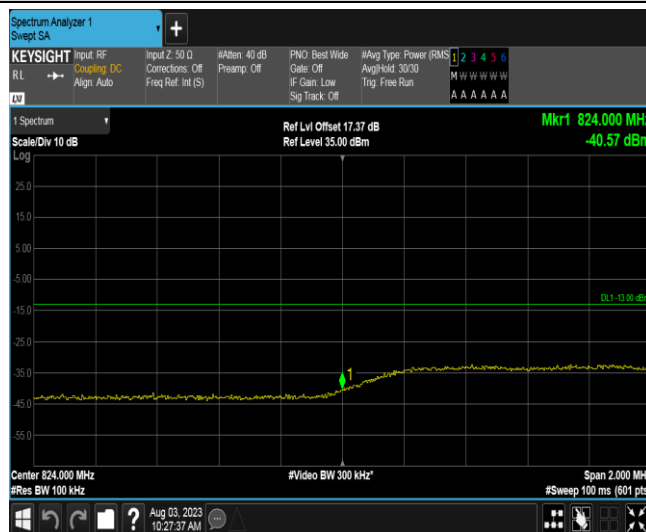 Spectrum Analyzer 1
Swept SA
KEYSIGHT
RL
LXI
Input: RF
Coupling: DC
Align: Auto
Input Z: 50 Ω
Corrections: Off
Freq Ref: Int (S)
#Atten: 40 dB
Preamp: Off
PNO: Best Wide
Gate: Off
IF Gain: Low
Sig Track: Off
#Avg Type: Power (RMS
Avg|Hold: 30/30
Trig: Free Run
1 2 3 4 5 6
M W W W W W
A A A A A A
1 Spectrum
Scale/Div 10 dB
Ref Lvl Offset 17.37 dB
Ref Level 35.00 dBm
Mkr1 824.000 MHz
-40.57 dBm
Log
25.0
15.0
5.00
-5.00
-15.0
DL1 -13.00 dBm
-25.0
-35.0
1
-45.0
-55.0
Center 824.000 MHz
#Video BW 300 kHz*
Span 2.000 MHz
#Res BW 100 kHz
#Sweep 100 ms (601 pts
?
Aug 03, 2023
10:27:37 AM